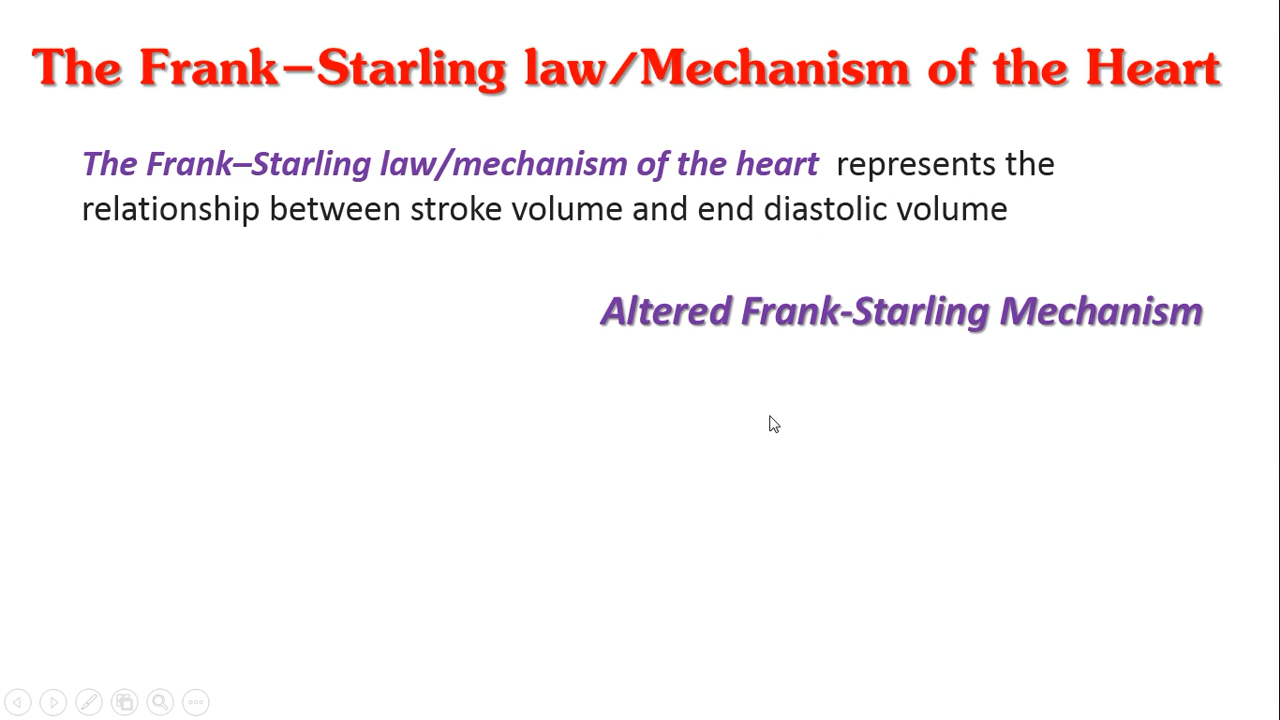 The Frank–Starling law/Mechanism of the Heart
The Frank–Starling law/mechanism of the heart represents the
relationship between stroke volume and end diastolic volume
Altered Frank-Starling Mechanism